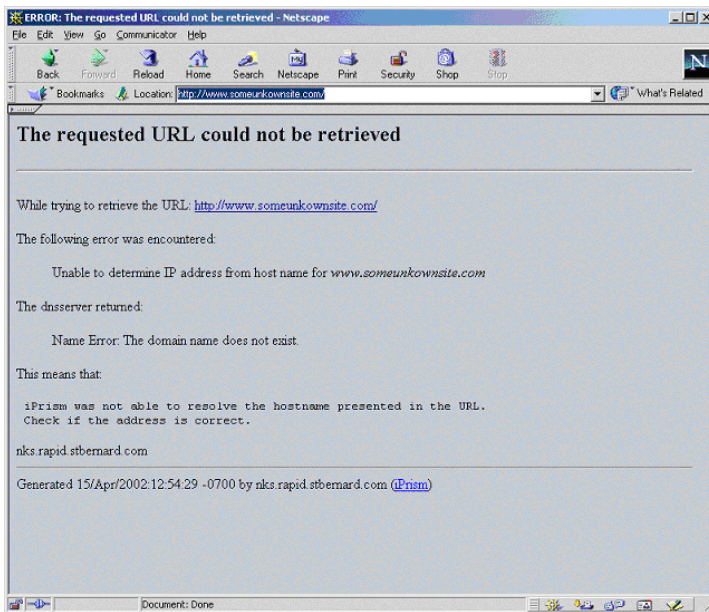 ERROR: The requested URL could not be retrieved - Netscape
File Edit View Go Communicator Help
Back Forward Reload Home Search Netscape Print Security Shop Stop
My
N
Bookmarks Location: http://www.someunkownsite.com/ What's Related
The requested URL could not be retrieved
While trying to retrieve the URL: http://www.someunkownsite.com/
The following error was encountered:
Unable to determine IP address from host name for www.someunkownsite.com
The dnsserver returned:
Name Error: The domain name does not exist.
This means that:
iPrism was not able to resolve the hostname presented in the URL.
Check if the address is correct.
nks.rapid.stbernard.com
Generated 15/Apr/2002:12:54:29 -0700 by nks.rapid.stbernard.com (iPrism)
Document: Done